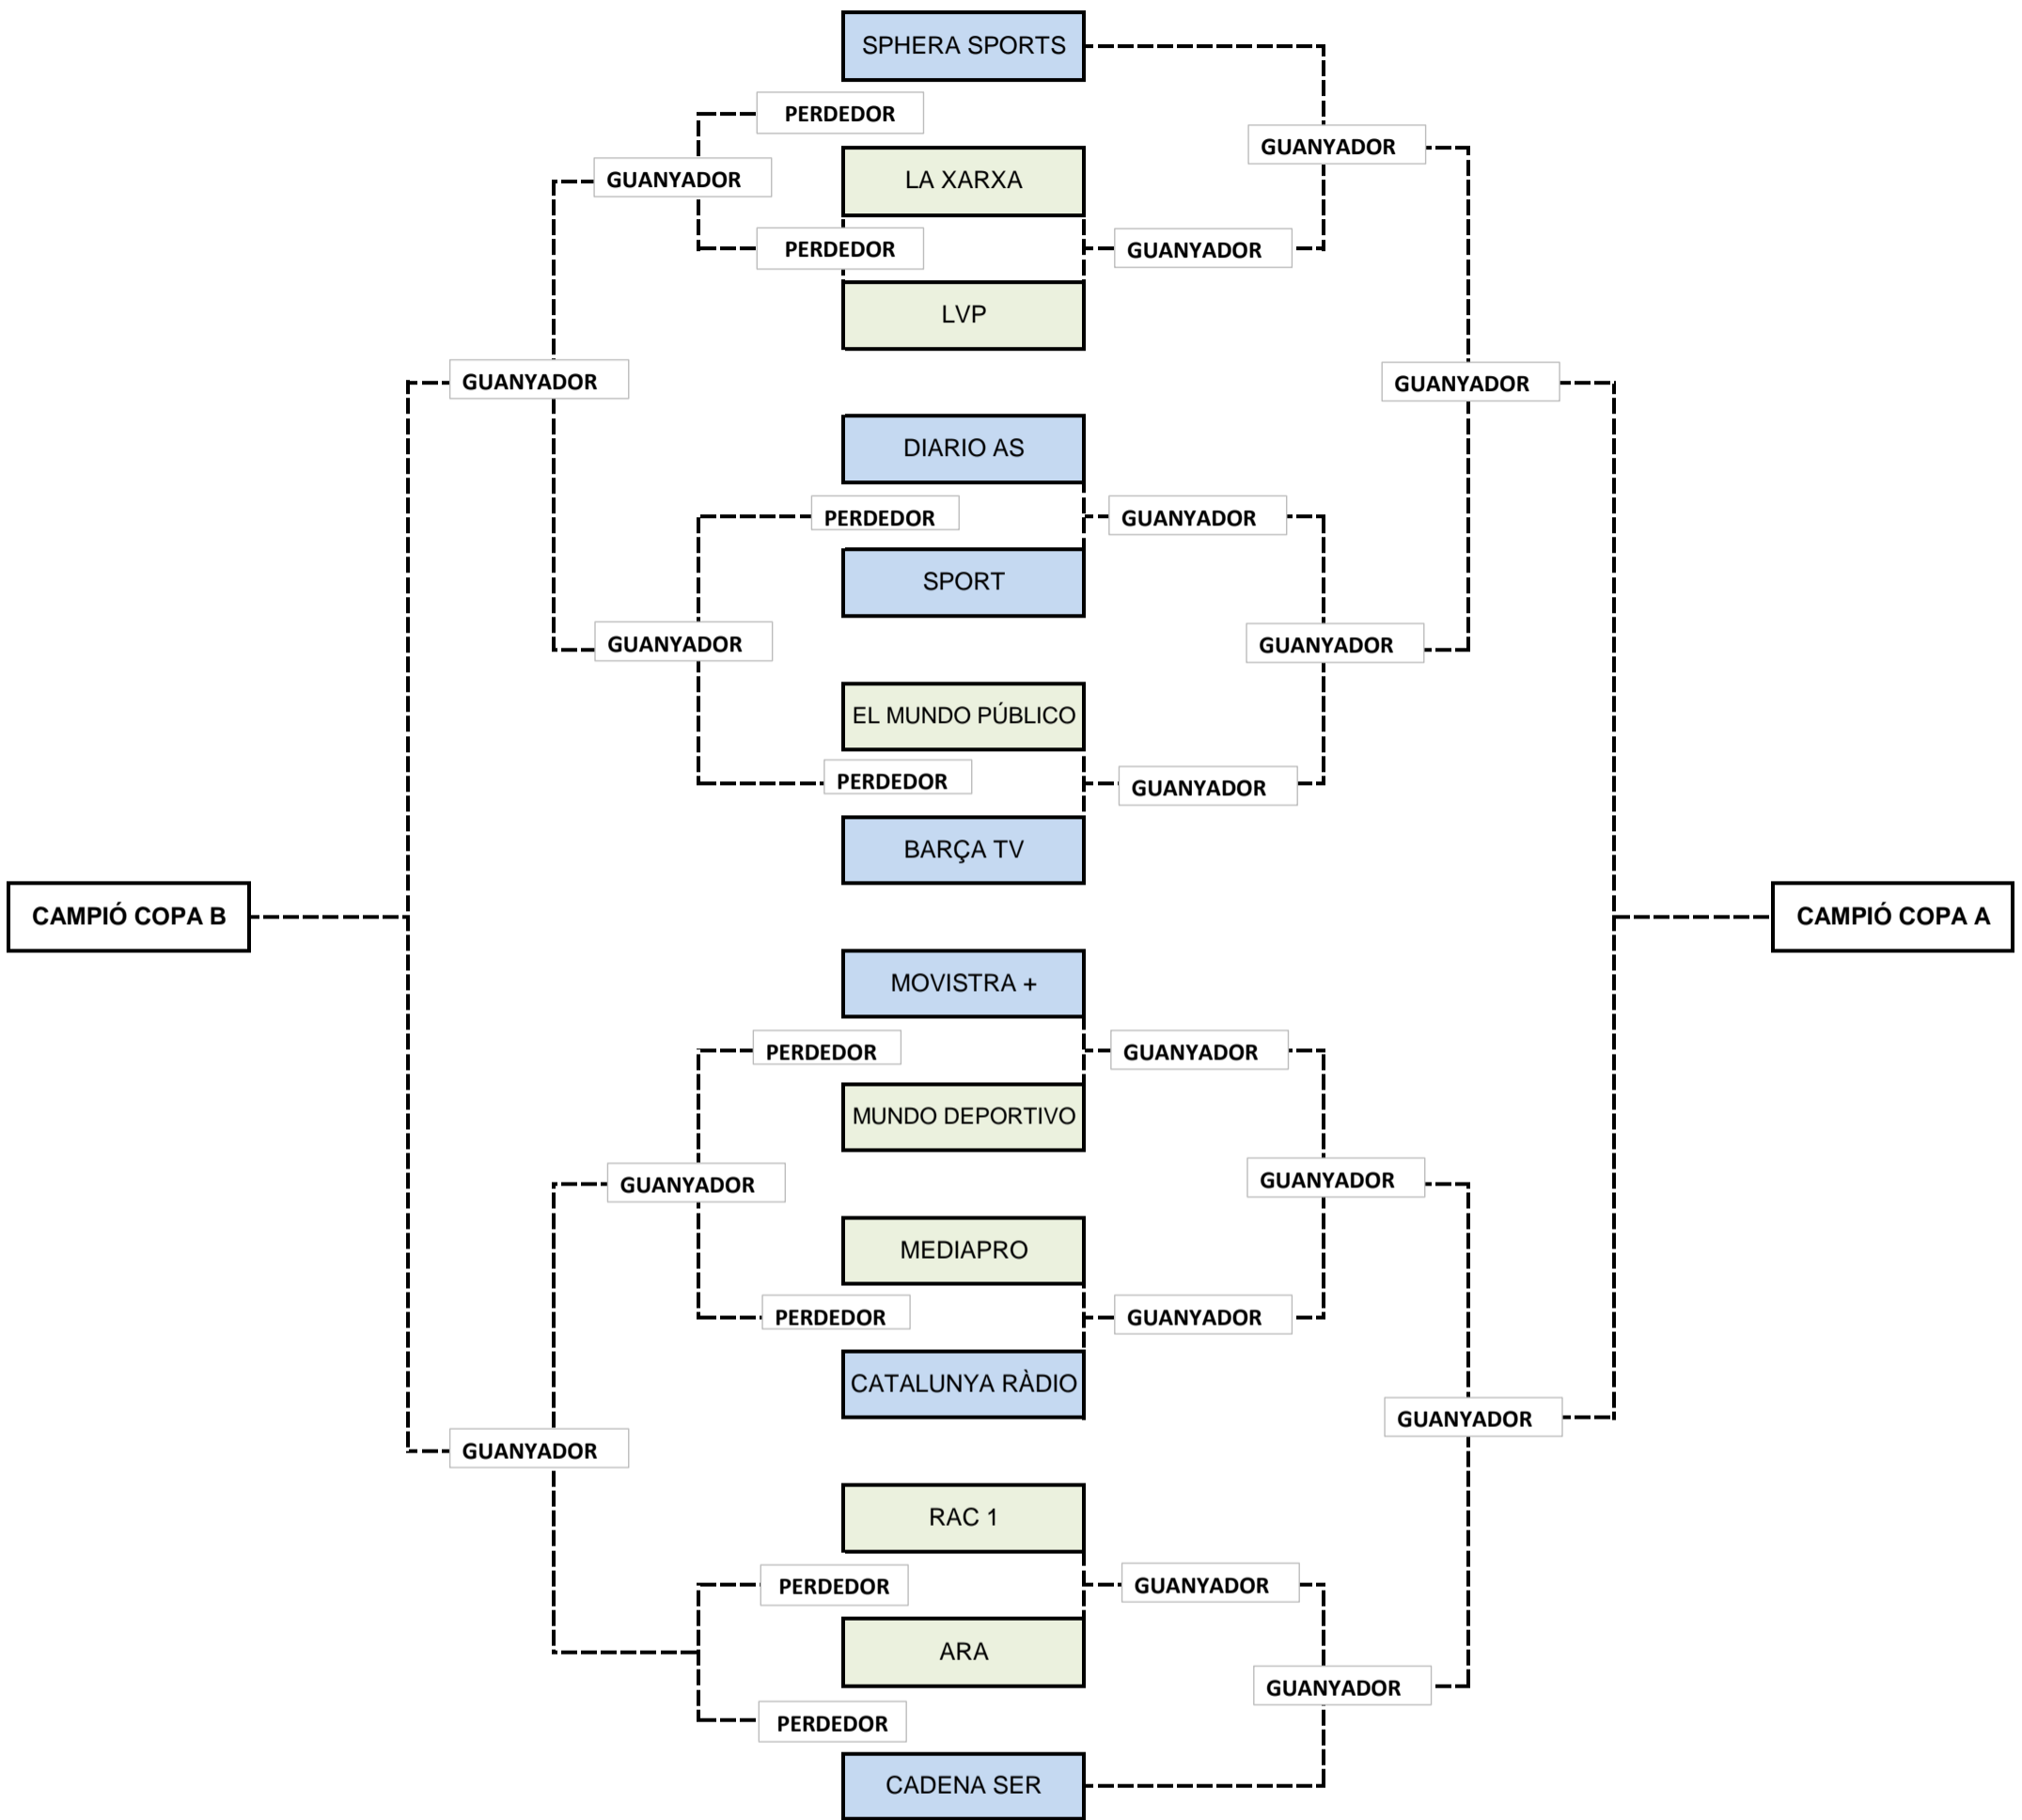 SPHERA SPORTS
PERDEDOR
GUANYADOR
GUANYADOR
LA XARXA
PERDEDOR
GUANYADOR
LVP
GUANYADOR
GUANYADOR
DIARIO AS
PERDEDOR
GUANYADOR
SPORT
GUANYADOR
GUANYADOR
EL MUNDO PÚBLICO
PERDEDOR
GUANYADOR
BARÇA TV
CAMPIÓ COPA B
CAMPIÓ COPA A
MOVISTRA +
PERDEDOR
GUANYADOR
MUNDO DEPORTIVO
GUANYADOR
GUANYADOR
MEDIAPRO
PERDEDOR
GUANYADOR
CATALUNYA RÀDIO
GUANYADOR
GUANYADOR
RAC 1
PERDEDOR
GUANYADOR
ARA
GUANYADOR
PERDEDOR
CADENA SER